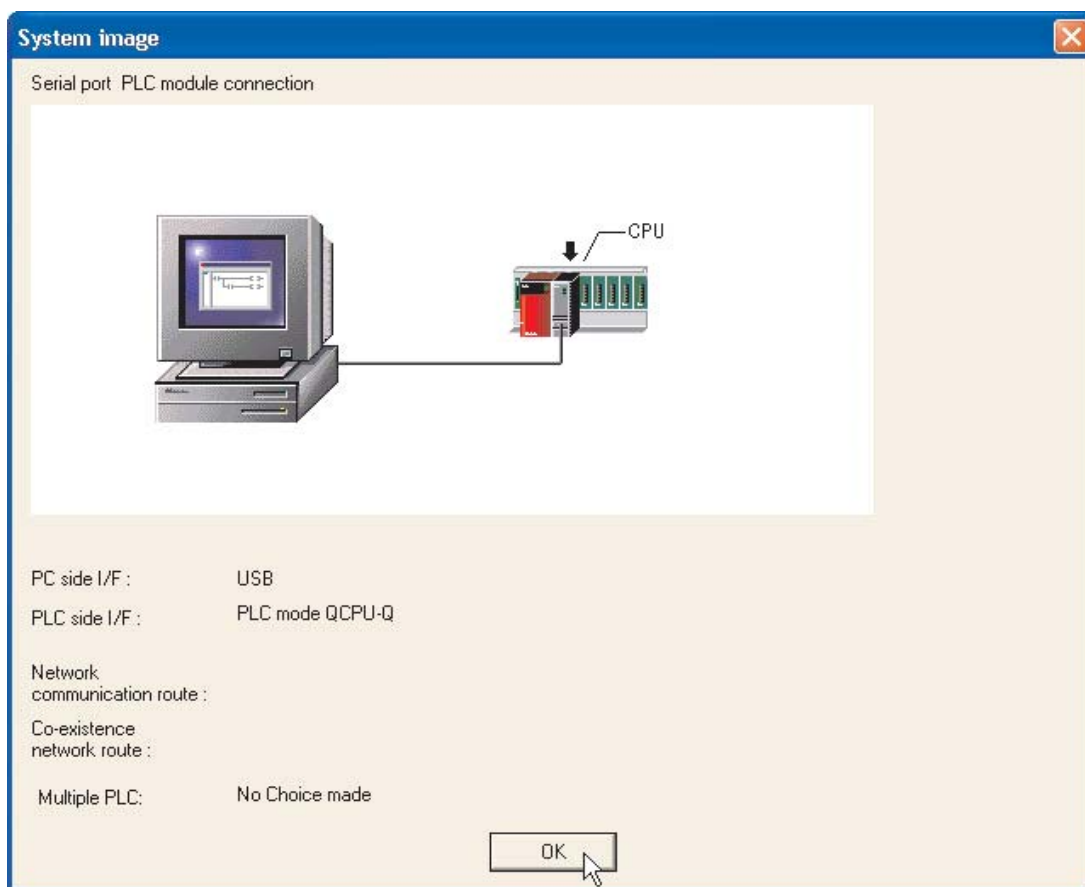 System image
Serial port PLC module connection
CPU
PC side I/F : USB
PLC side I/F : PLC mode QCPU-Q
Network
communication route :
Co-existence
network route :
Multiple PLC: No Choice made
OK